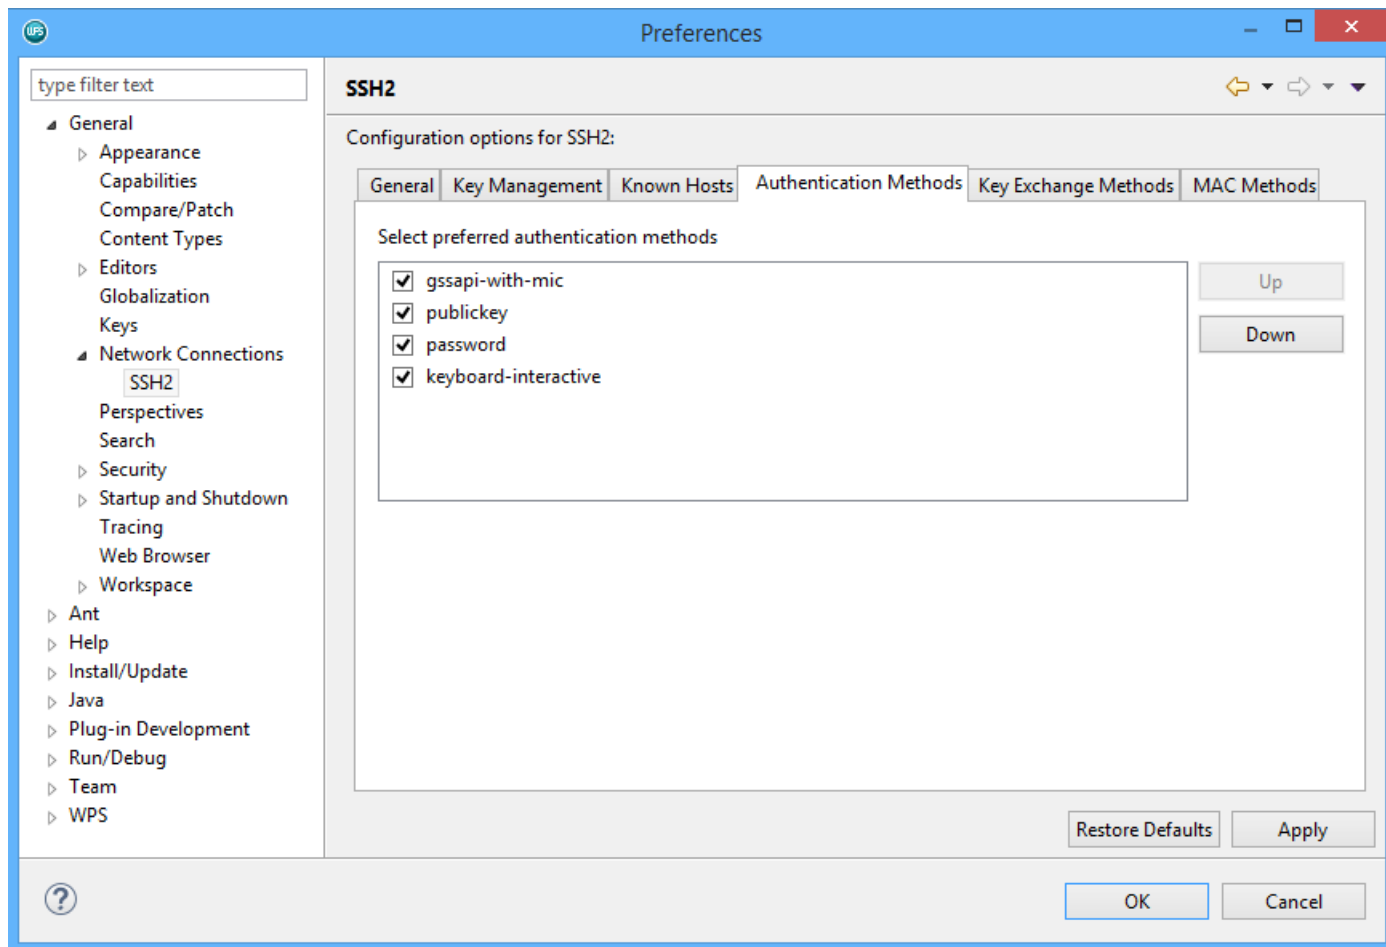 WPS
Preferences
type filter text
General
Appearance
Capabilities
Compare/Patch
Content Types
Editors
Globalization
Keys
Network Connections
SSH2
Perspectives
Search
Security
Startup and Shutdown
Tracing
Web Browser
Workspace
Ant
Help
Install/Update
Java
Plug-in Development
Run/Debug
Team
WPS
SSH2
Configuration options for SSH2:
General Key Management Known Hosts Authentication Methods Key Exchange Methods MAC Methods
Select preferred authentication methods
gssapi-with-mic
publickey
password
keyboard-interactive
Up
Down
Restore Defaults Apply
?
OK Cancel